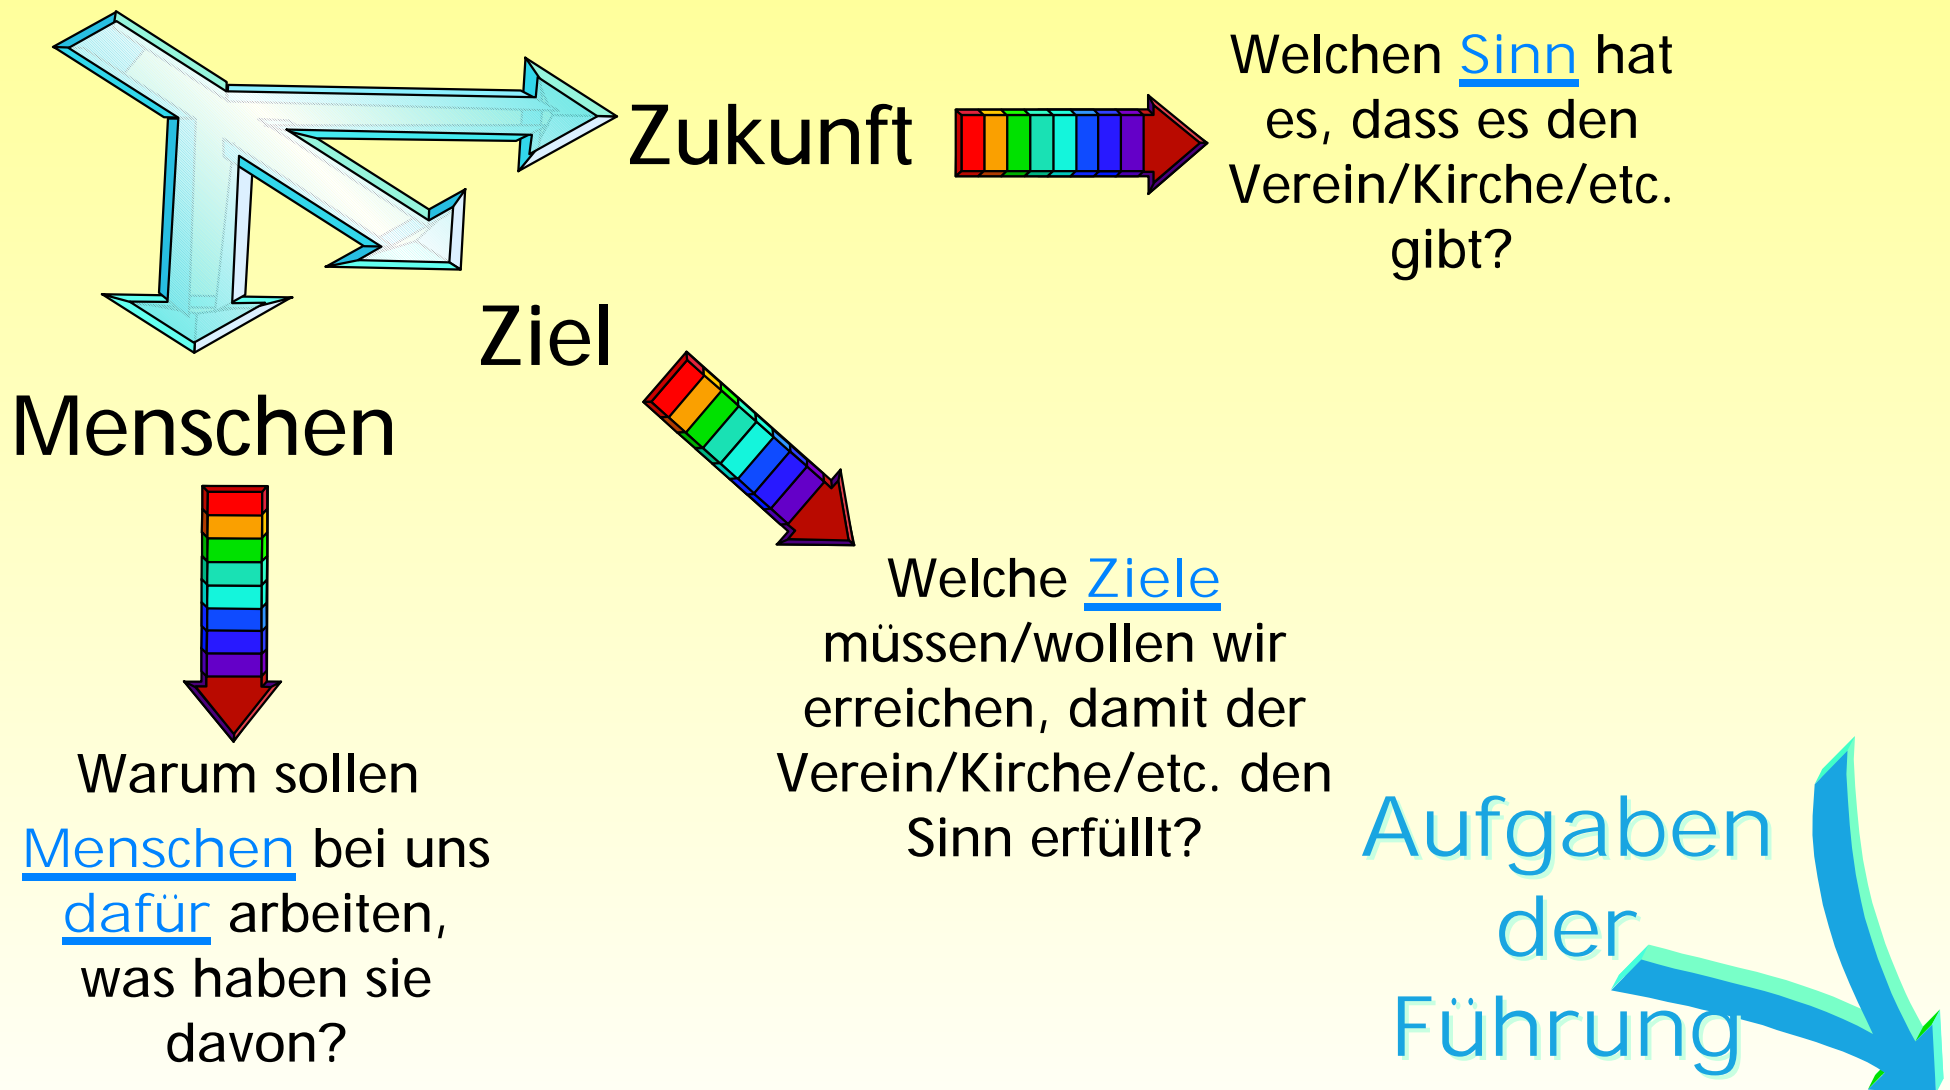 Zukunft
Welchen Sinn hat
es, dass es den
Verein/Kirche/etc.
gibt?
Ziel
Welche Ziele
müssen/wollen wir
erreichen, damit der
Verein/Kirche/etc. den
Sinn erfüllt?
Menschen
Warum sollen
Menschen bei uns
dafür arbeiten,
was haben sie
davon?
Aufgaben
der
Führung